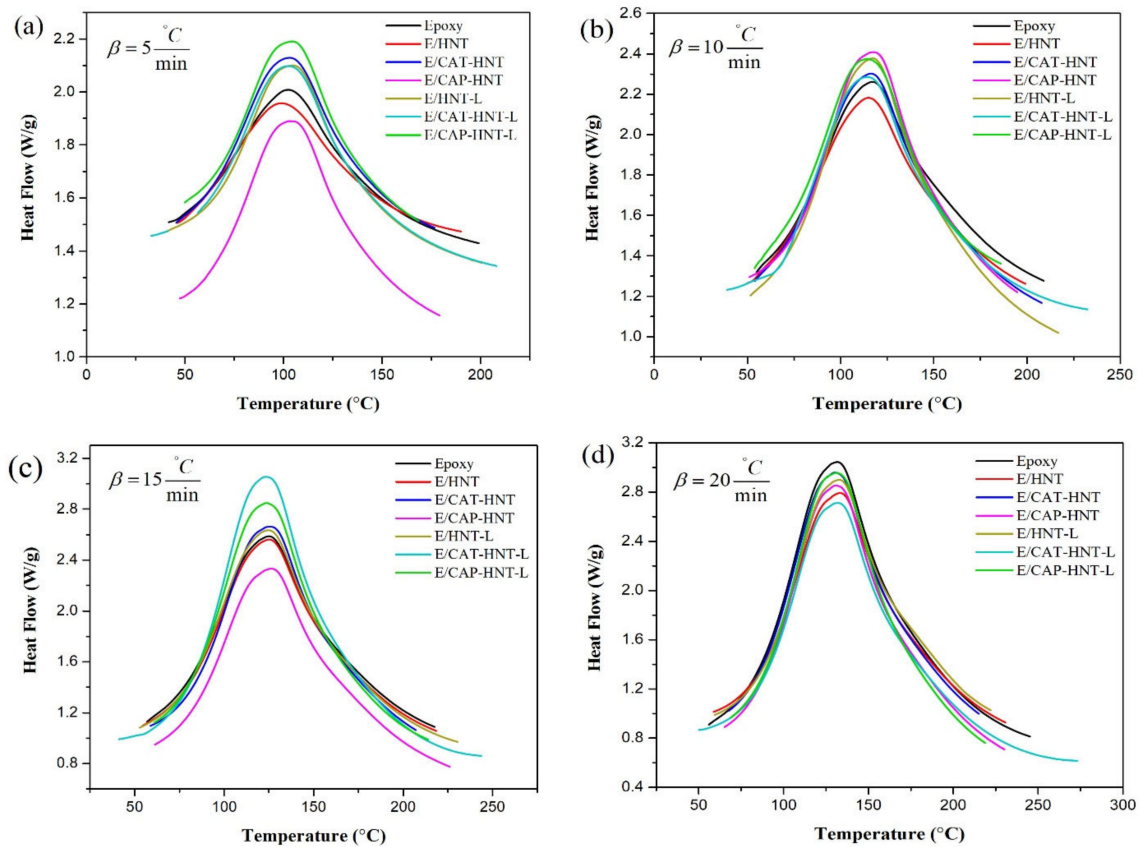 (a)
β = 5 °C/min
Epoxy
E/HNT
E/CAT-HNT
E/CAP-HNT
E/HNT-L
E/CAT-HNT-L
E/CAP-HNT-L
2.2
2.0
1.8
1.6
1.4
1.2
1.0
Heat Flow (W/g)
0
50
100
150
200
Temperature (°C)
(b)
β = 10 °C/min
Epoxy
E/HNT
E/CAT-HNT
E/CAP-HNT
E/HNT-L
E/CAT-HNT-L
E/CAP-HNT-L
2.6
2.4
2.2
2.0
1.8
1.6
1.4
1.2
1.0
Heat Flow (W/g)
0
50
100
150
200
250
Temperature (°C)
(c)
β = 15 °C/min
Epoxy
E/HNT
E/CAT-HNT
E/CAP-HNT
E/HNT-L
E/CAT-HNT-L
E/CAP-HNT-L
3.2
2.8
2.4
2.0
1.6
1.2
0.8
Heat Flow (W/g)
50
100
150
200
250
Temperature (°C)
(d)
β = 20 °C/min
Epoxy
E/HNT
E/CAT-HNT
E/CAP-HNT
E/HNT-L
E/CAT-HNT-L
E/CAP-HNT-L
3.2
2.8
2.4
2.0
1.6
1.2
0.8
0.4
Heat Flow (W/g)
50
100
150
200
250
300
Temperature (°C)